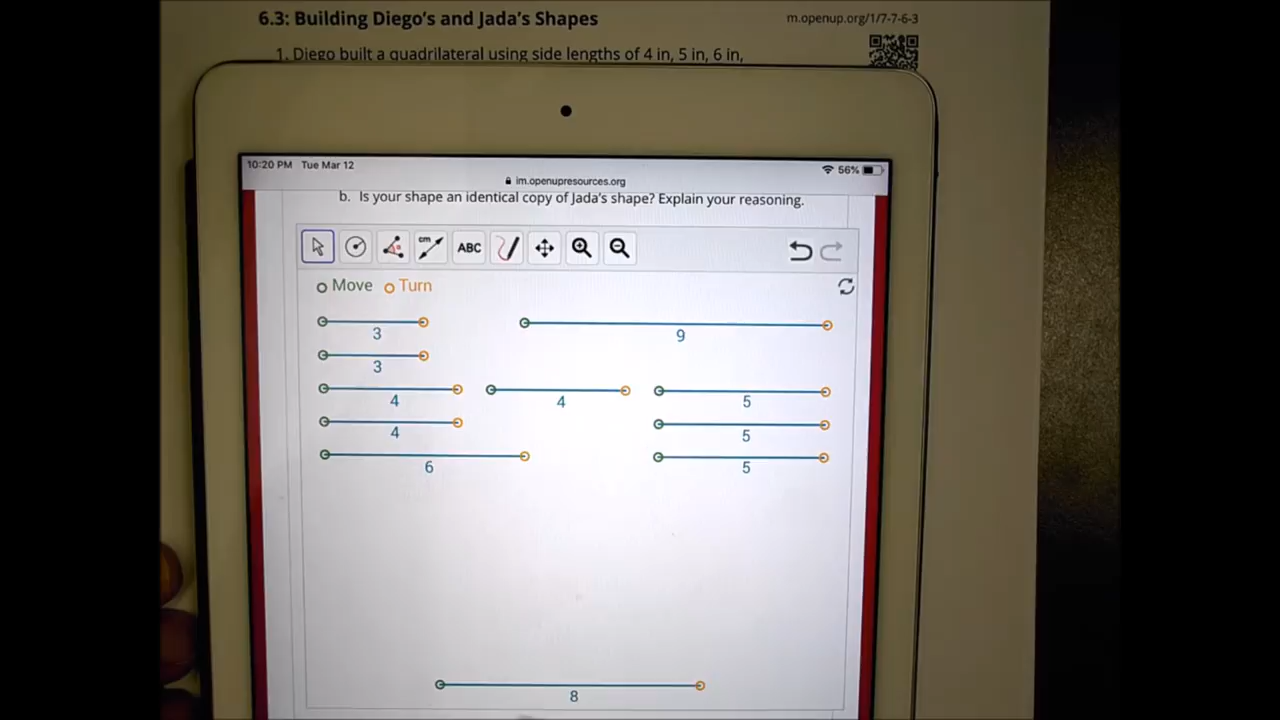 6.3: Building Diego's and Jada's Shapes
m.openup.org/1/7-7-6-3
1. Diego built a quadrilateral using side lengths of 4 in, 5 in, 6 in,
10:20 PM Tue Mar 12
56%
im.openupresources.org
b. Is your shape an identical copy of Jada's shape? Explain your reasoning.
cm
ABC
Move Turn
3
9
3
4
4
5
4
5
6
5
8